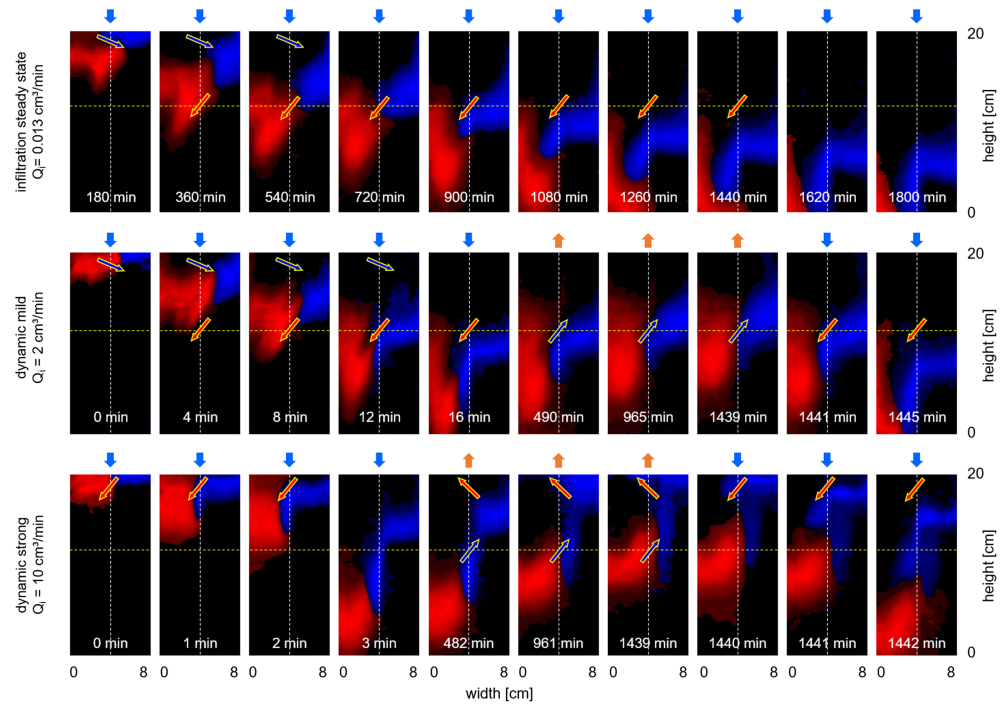 infiltration steady state
Qᵢ= 0.013 cm³/min
180 min
360 min
540 min
720 min
900 min
1080 min
1260 min
1440 min
1620 min
1800 min
20
height [cm]
0
dynamic mild
Qᵢ = 2 cm³/min
0 min
4 min
8 min
12 min
16 min
490 min
965 min
1439 min
1441 min
1445 min
20
height [cm]
0
dynamic strong
Qᵢ = 10 cm³/min
0 min
1 min
2 min
3 min
482 min
961 min
1439 min
1440 min
1441 min
1442 min
20
height [cm]
0
0 8 0 8 0 8 0 8 0 8 0 8 0 8 0 8 0 8 0 8
width [cm]